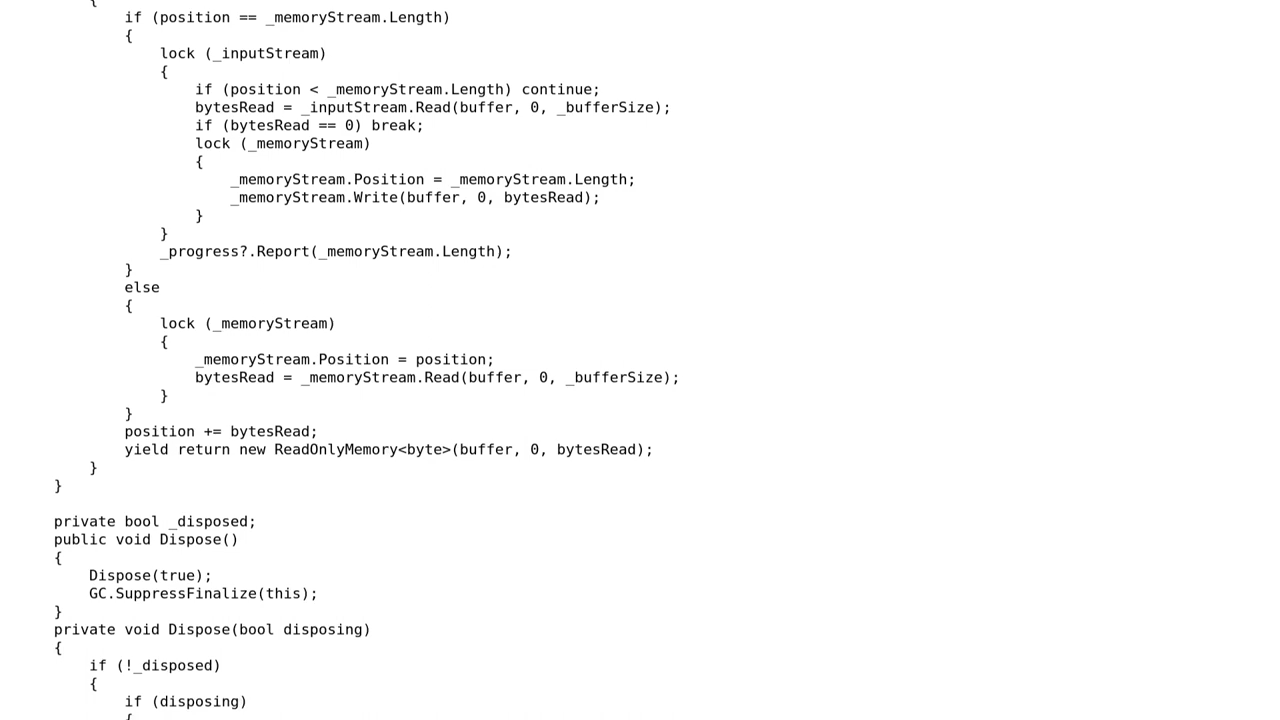 {
if (position == _memoryStream.Length)
{
lock (_inputStream)
{
if (position < _memoryStream.Length) continue;
bytesRead = _inputStream.Read(buffer, 0, _bufferSize);
if (bytesRead == 0) break;
lock (_memoryStream)
{
_memoryStream.Position = _memoryStream.Length;
_memoryStream.Write(buffer, 0, bytesRead);
}
}
_progress?.Report(_memoryStream.Length);
}
else
{
lock (_memoryStream)
{
_memoryStream.Position = position;
bytesRead = _memoryStream.Read(buffer, 0, _bufferSize);
}
}
position += bytesRead;
yield return new ReadOnlyMemory<byte>(buffer, 0, bytesRead);
}
}
private bool _disposed;
public void Dispose()
{
Dispose(true);
GC.SuppressFinalize(this);
}
private void Dispose(bool disposing)
{
if (!_disposed)
{
if (disposing)
{